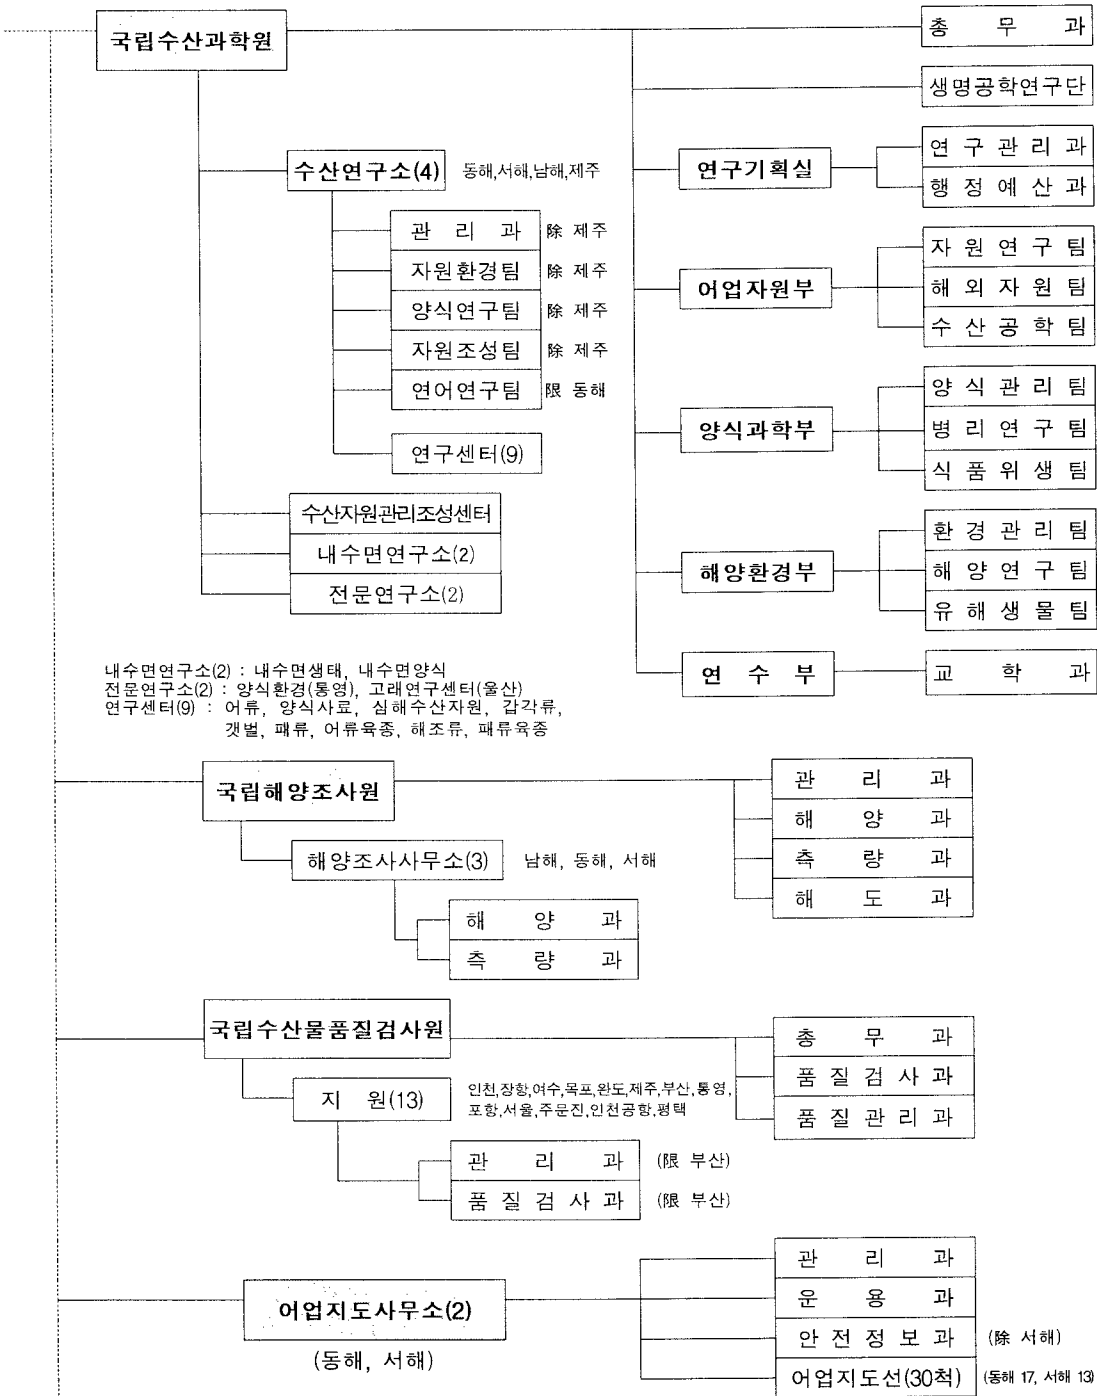 국립수산과학원
총 무 과
생명공학연구단
연구기획실
연 구 관 리 과
행 정 예 산 과
수산연구소(4) 동해,서해,남해,제주
관 리 과 除 제주
자원환경팀 除 제주
양식연구팀 除 제주
자원조성팀 除 제주
연어연구팀 限 동해
연구센터(9)
어업자원부
자 원 연 구 팀
해 외 자 원 팀
수 산 공 학 팀
양식과학부
양 식 관 리 팀
병 리 연 구 팀
식 품 위 생 팀
수산자원관리조성센터
내수면연구소(2)
전문연구소(2)
해양환경부
환 경 관 리 팀
해 양 연 구 팀
유 해 생 물 팀
연 수 부
교 학 과
내수면연구소(2) : 내수면생태, 내수면양식
전문연구소(2) : 양식환경(통영), 고래연구센터(울산)
연구센터(9) : 어류, 양식사료, 심해수산자원, 갑각류,
갯벌, 패류, 어류육종, 해조류, 패류육종
국립해양조사원
관 리 과
해 양 과
측 량 과
해 도 과
해양조사사무소(3) 남해, 동해, 서해
해 양 과
측 량 과
국립수산물품질검사원
총 무 과
품 질 검 사 과
품 질 관 리 과
지 원(13) 인천,장항,여수,목포,완도,제주,부산,통영,
포항,서울,주문진,인천공항,평택
관 리 과 (限 부산)
품 질 검 사 과 (限 부산)
어업지도사무소(2)
(동해, 서해)
관 리 과
운 용 과
안 전 정 보 과 (除 서해)
어업지도선(30척) (동해 17, 서해 13)